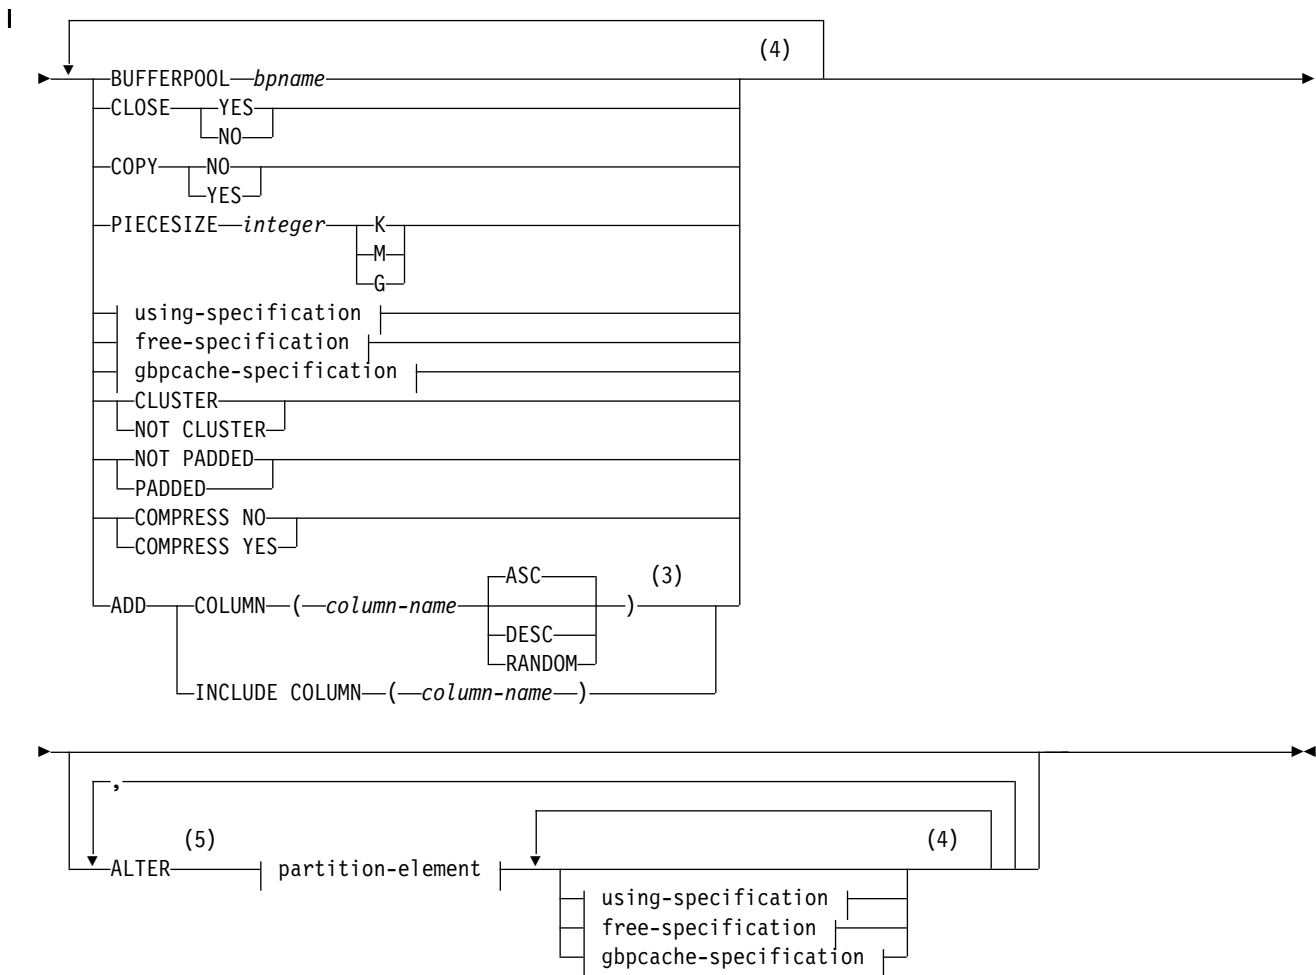 (4)
BUFFERPOOL bpname
CLOSE YES
NO
COPY NO
YES
PIECESIZE integer K
M
G
using-specification
free-specification
gbpcache-specification
CLUSTER
NOT CLUSTER
NOT PADDED
PADDED
COMPRESS NO
COMPRESS YES
ASC (3)
ADD COLUMN ( column-name )
DESC
RANDOM
INCLUDE COLUMN ( column-name )
,
(5) (4)
ALTER partition-element
using-specification
free-specification
gbpcache-specification